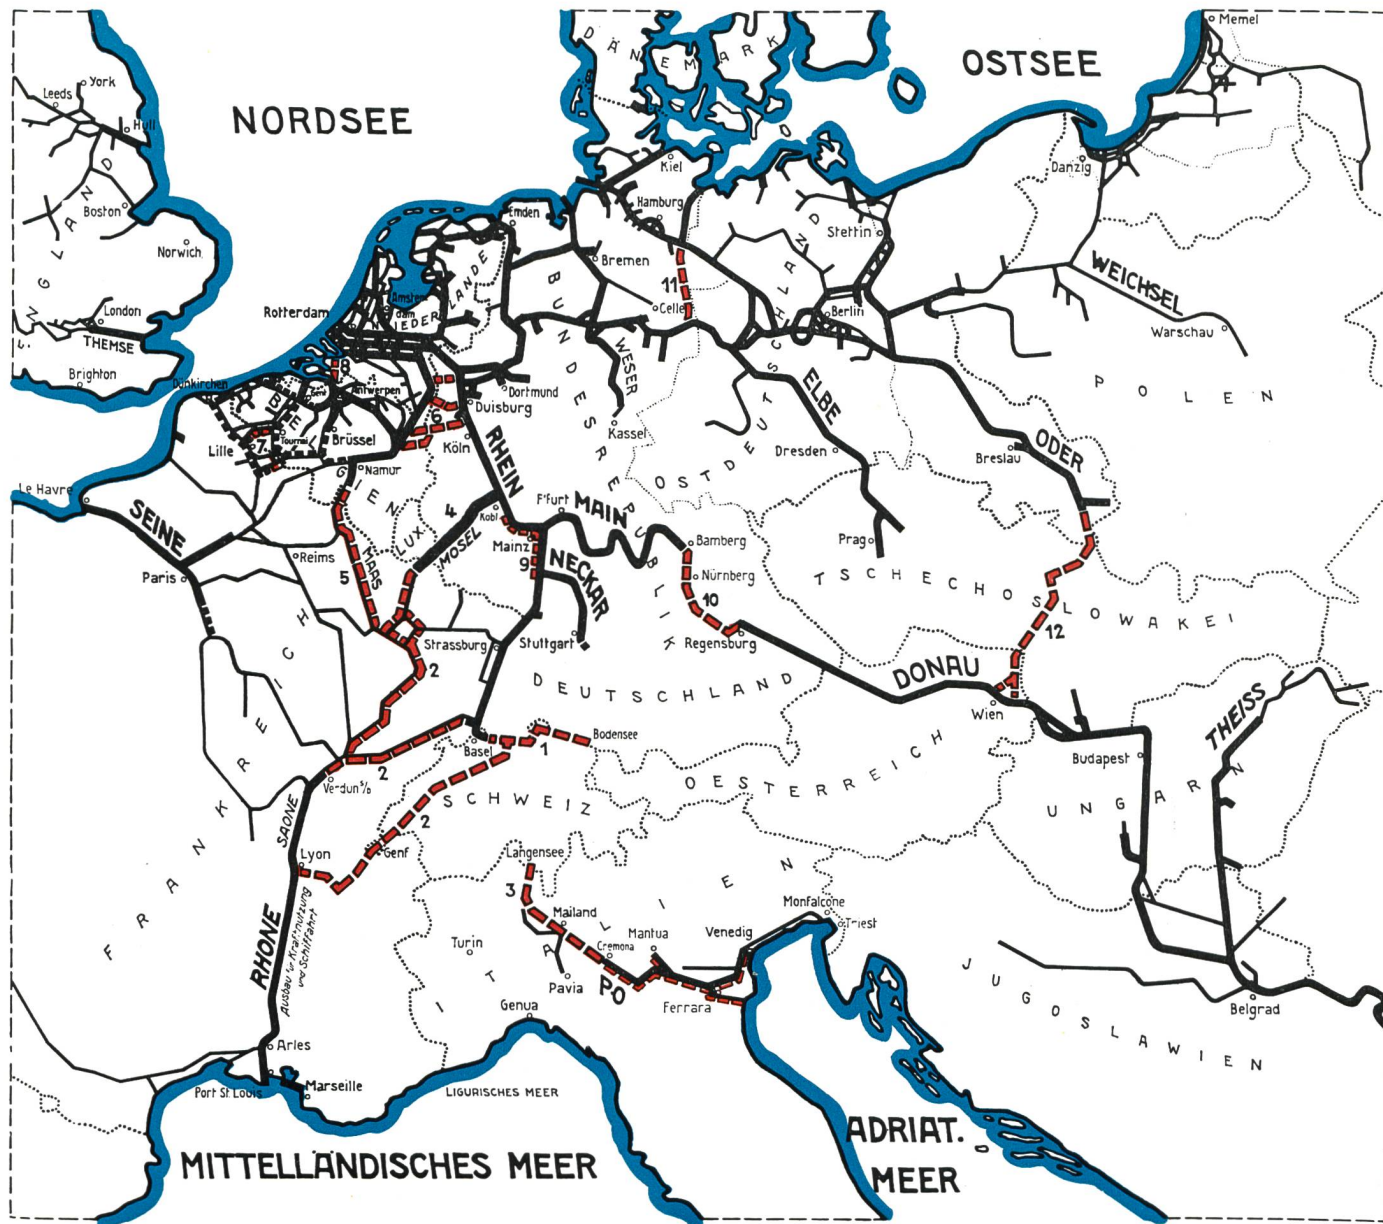 Memel
DÄNEMARK
OSTSEE
York
Leeds
NORDSEE
Hull
Kiel
Danzig
ENGLAND
Boston
Hamburg
Emden
Stettin
Norwich
Bremen
WEICHSEL
11
Amsterdam
NIEDERLANDE
Celle
Rotterdam
London
Berlin
Warschau
THEMSE
WESER
Brighton
8
Dünkirchen
Gent
Antwerpen
Dortmund
ELBE
POLEN
Duisburg
6
BELGIEN
Lille
7
Tournai
Brüssel
Köln
Kassel
ODER
Dresden
Breslau
Namur
RHEIN
OSTDEUTSCHLAND
Le Havre
SEINE
4
Kobl.
F'furt
MAIN
LUX
MOSEL
Mainz
Bamberg
Prag
Reims
MAAS
Paris
5
9
NECKAR
Nürnberg
10
TSCHECHOSLOWAKEI
12
Strassburg
Stuttgart
Regensburg
2
BUNDESREPUBLIK
DEUTSCHLAND
DONAU
Wien
THEISS
Basel
1
Bodensee
Budapest
2
Verdun s/D
2
SCHWEIZ
OESTERREICH
UNGARN
SAONE
FRANKREICH
Lyon
Genf
Langensee
3
Mailand
Monfalcone
Triest
RHONE
Ausbau für Kraftnutzung
und Schiffahrt
Turin
Cremona
Mantua
Venedig
ITALIEN
Pavia
PO
Ferrara
Genua
JUGOSLAWIEN
Belgrad
Arles
Port St. Louis
Marseille
LIGURISCHES MEER
ADRIAT.
MEER
MITTELLÄNDISCHES MEER